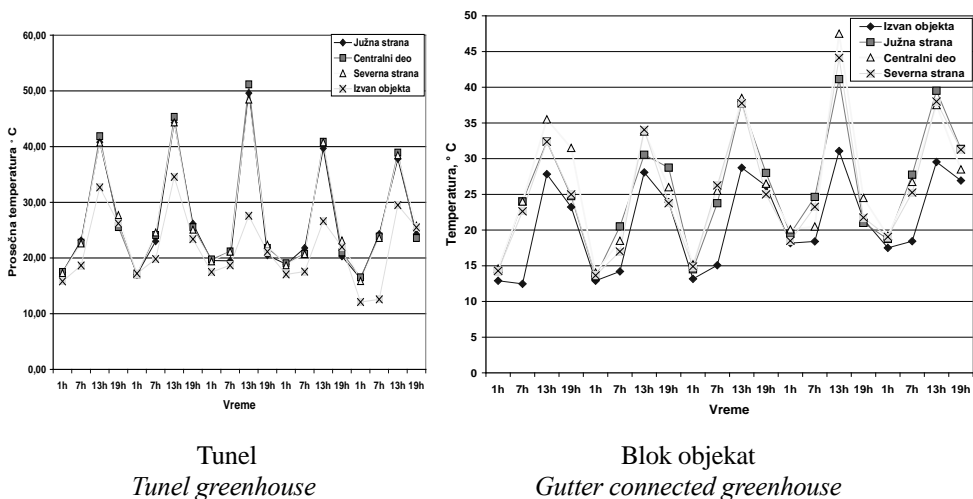 60,00
50,00
40,00
30,00
20,00
10,00
0,00
Prosečna temperatura ° C
Južna strana
Centralni deo
Severna strana
Izvan objekta
1h 7h 13h 19h 1h 7h 13h 19h 1h 7h 13h 19h 1h 7h 13h 19h 1h 7h 13h 19h
Vreme
Tunel
Tunel greenhouse
50
45
40
35
30
25
20
15
10
5
0
Temperatura, ° C
Izvan objekta
Južna strana
Centralni deo
Severna strana
1h 7h 13h 19h 1h 7h 13h 19h 1h 7h 13h 19h 1h 7h 13h 19h 1h 7h 13h 19h
Vreme
Blok objekat
Gutter connected greenhouse